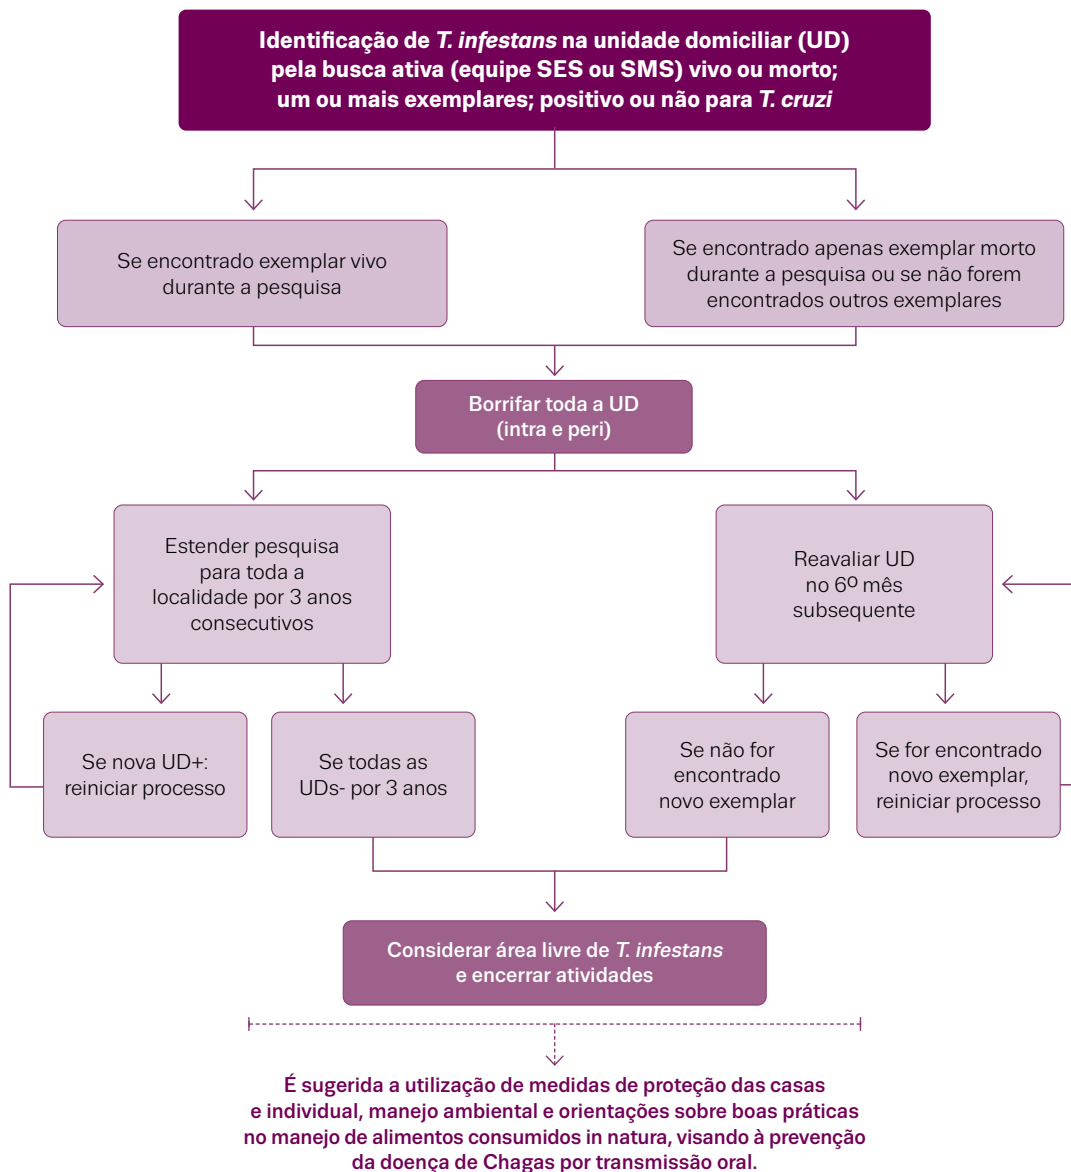 Identificação de T. infestans na unidade domiciliar (UD)
pela busca ativa (equipe SES ou SMS) vivo ou morto;
um ou mais exemplares; positivo ou não para T. cruzi
Se encontrado exemplar vivo
durante a pesquisa
Se encontrado apenas exemplar morto
durante a pesquisa ou se não forem
encontrados outros exemplares
Borrifar toda a UD
(intra e peri)
Estender pesquisa
para toda a
localidade por 3 anos
consecutivos
Reavaliar UD
no 6º mês
subsequente
Se nova UD+:
reiniciar processo
Se todas as
UDs- por 3 anos
Se não for
encontrado
novo exemplar
Se for encontrado
novo exemplar,
reiniciar processo
Considerar área livre de T. infestans
e encerrar atividades
É sugerida a utilização de medidas de proteção das casas
e individual, manejo ambiental e orientações sobre boas práticas
no manejo de alimentos consumidos in natura, visando à prevenção
da doença de Chagas por transmissão oral.